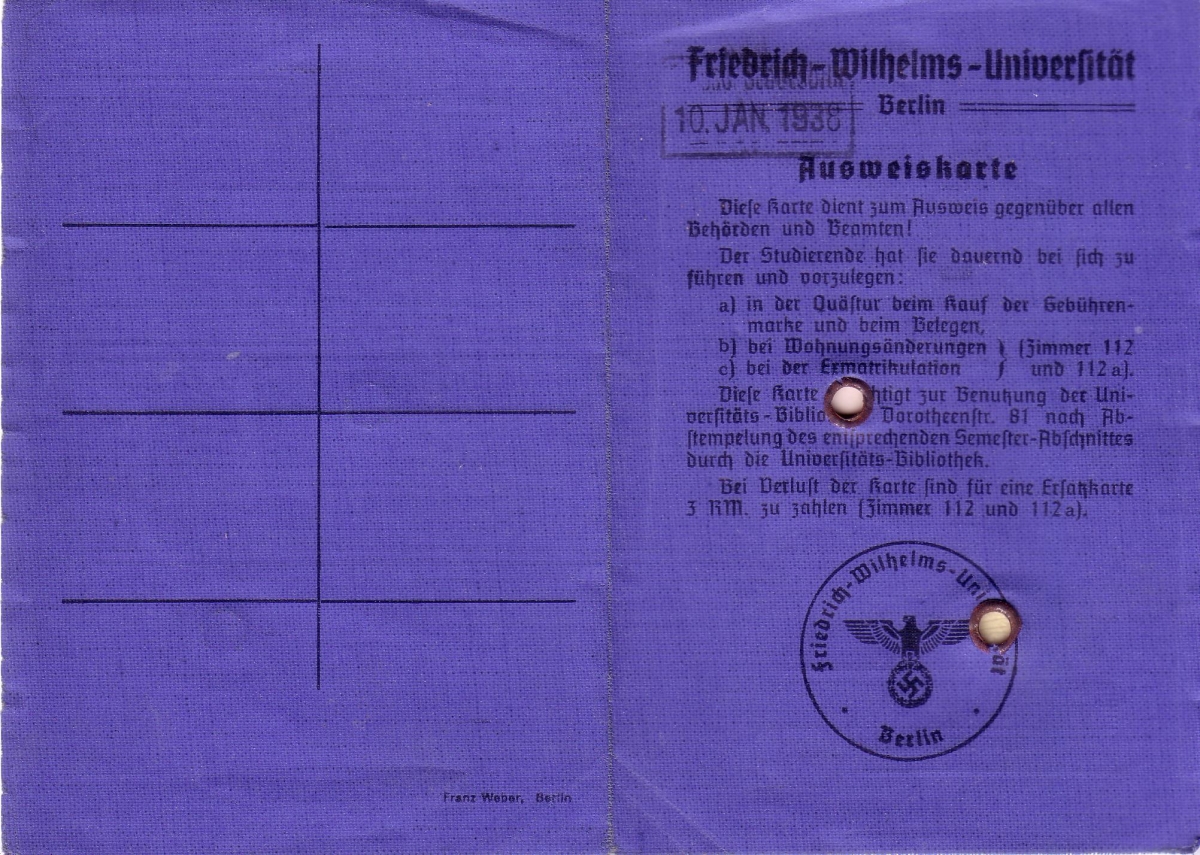 Friedrich-Wilhelms-Universität
Berlin
10. JAN. 1938
Ausweiskarte
Diese Karte dient zum Ausweis gegenüber allen
Behörden und Beamten!
Der Studierende hat sie dauernd bei sich zu
führen und vorzulegen:
a) in der Quästur beim Kauf der Gebühren-
marke und beim Belegen,
b) bei Wohnungsänderungen } (Zimmer 112
c) bei der Exmatrikulation } und 112a).
Diese Karte htigt zur Benutzung der Uni-
versitäts-Biblio Dorotheenstr. 81 nach Ab-
stempelung des entsprechenden Semester-Abschnittes
durch die Universitäts-Bibliothek.
Bei Verlust der Karte sind für eine Ersatzkarte
3 RM. zu zahlen (Zimmer 112 und 112a).
Friedrich-Wilhelms-Uni ät
Berlin
Franz Weber, Berlin